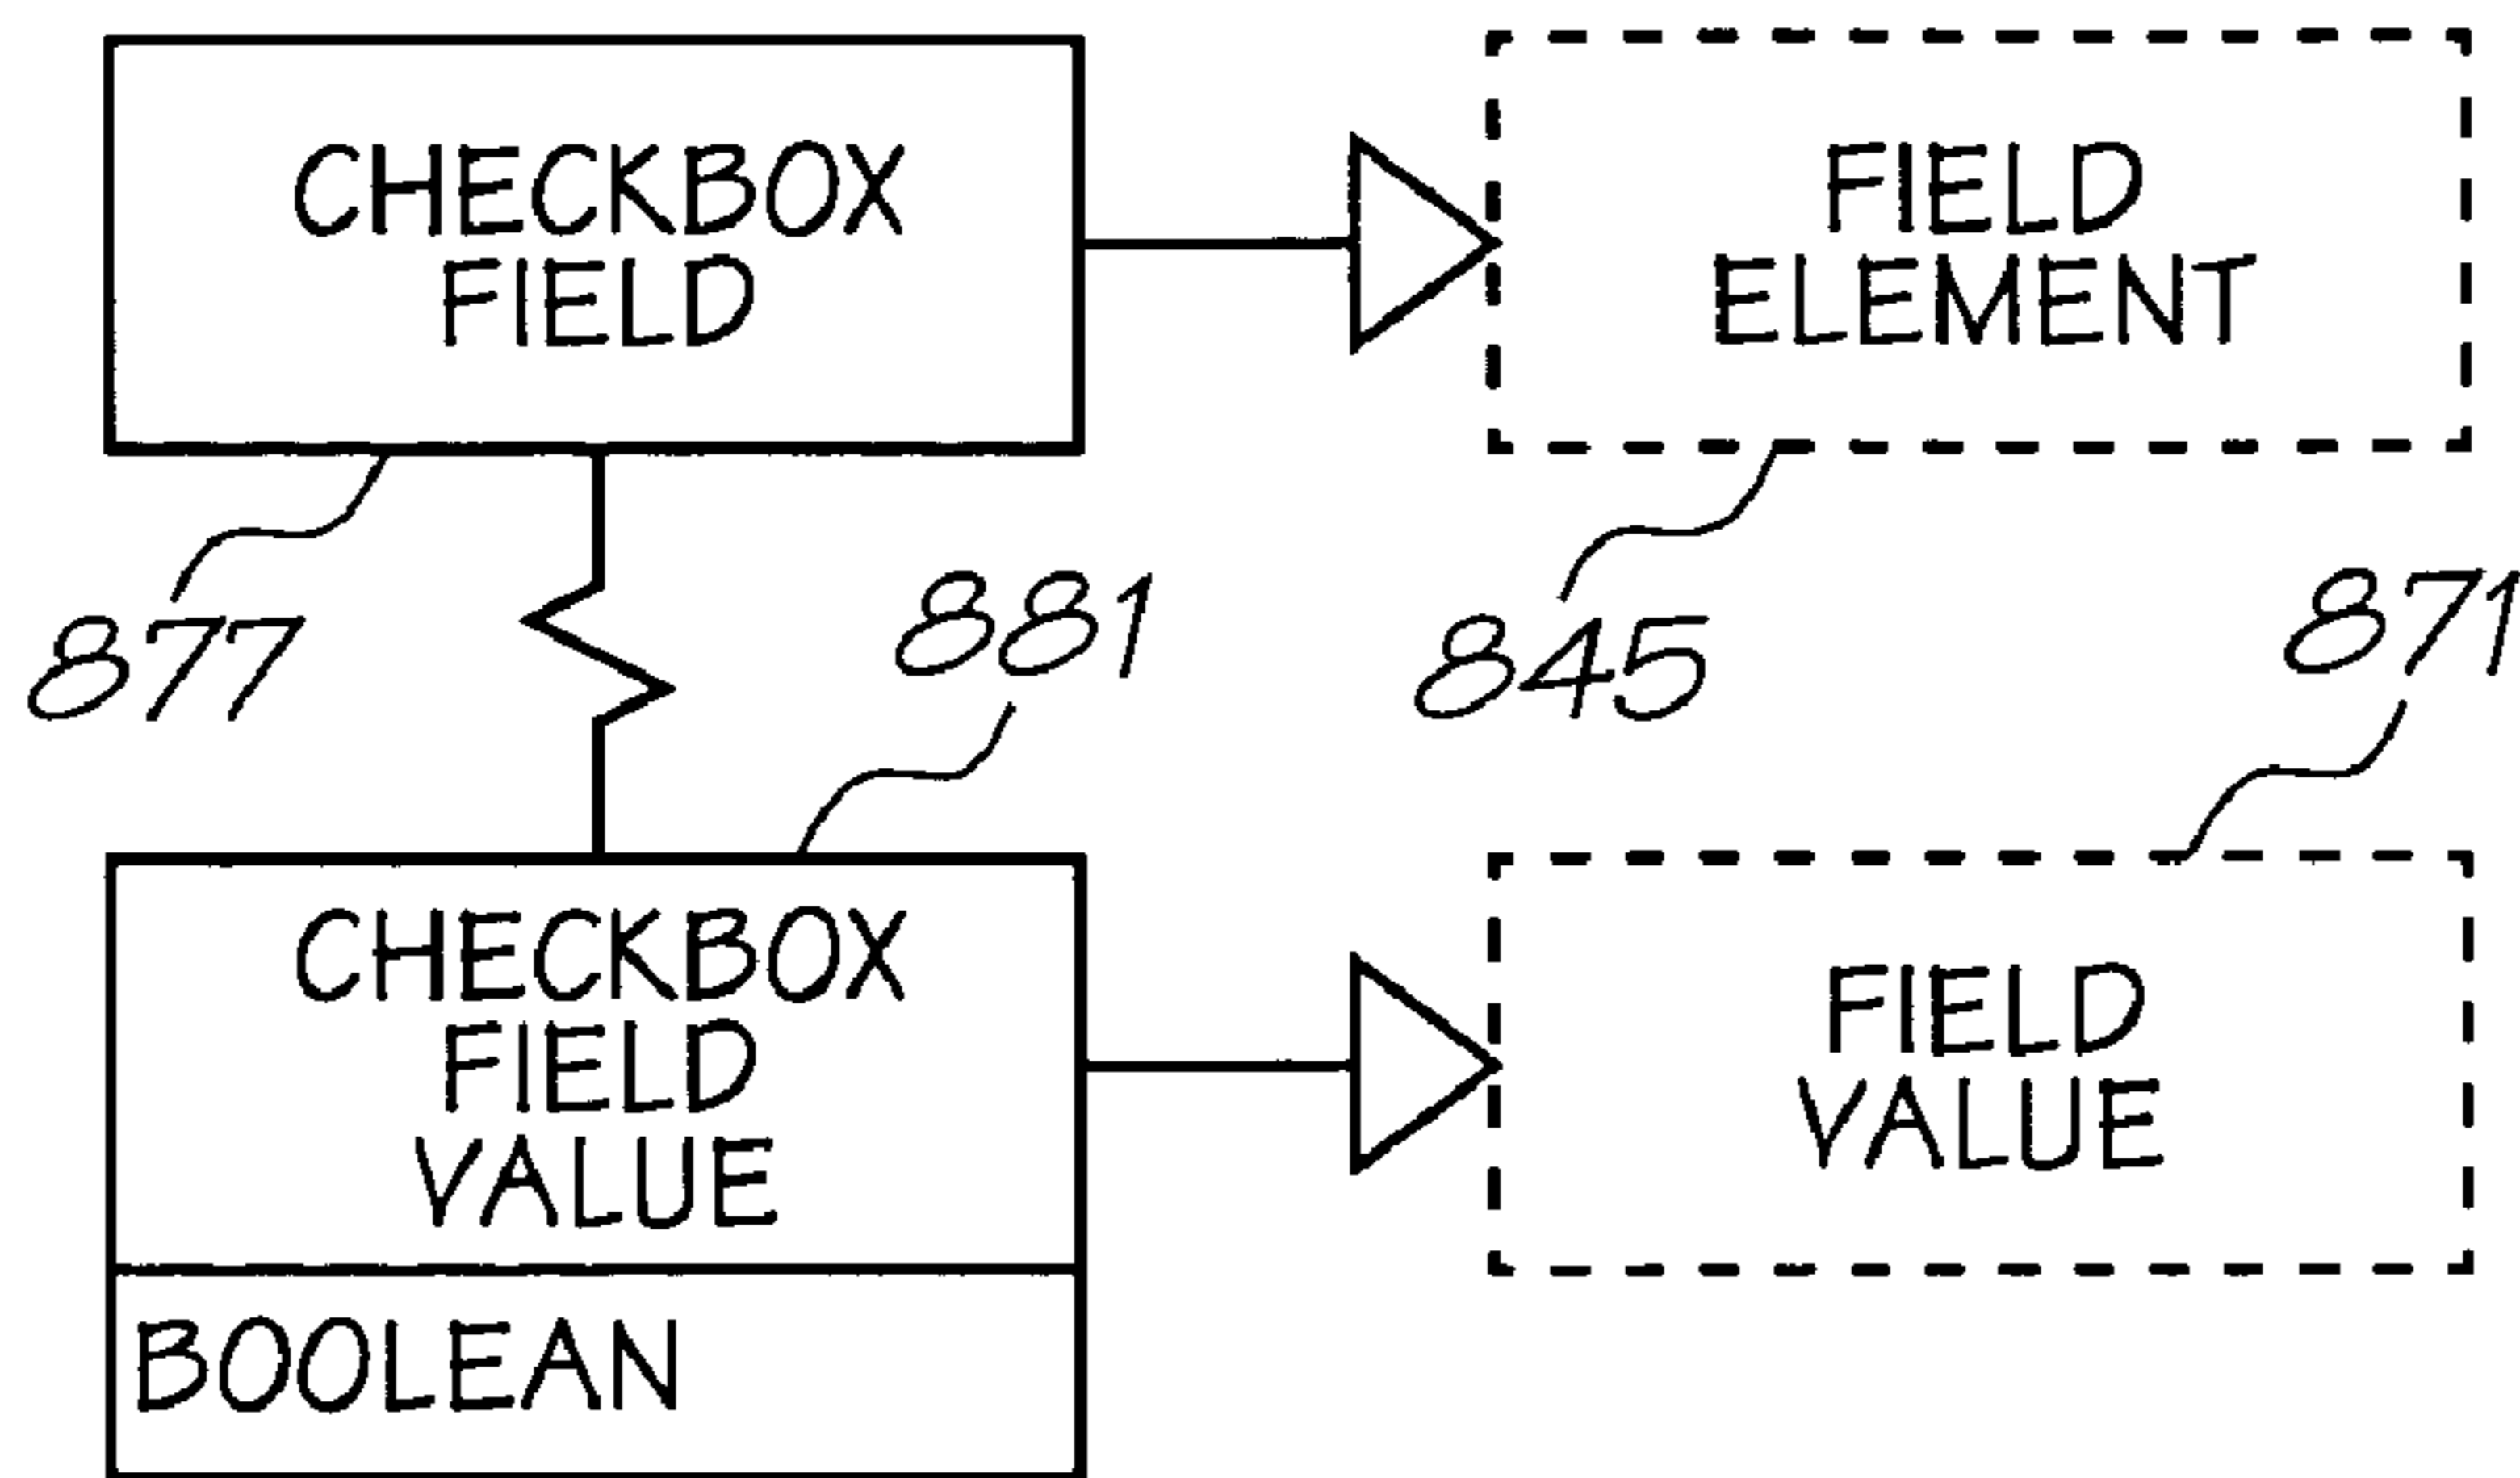 CHECKBOX
FIELD
FIELD
ELEMENT
877
881
845
871
CHECKBOX
FIELD
VALUE
FIELD
VALUE
BOOLEAN